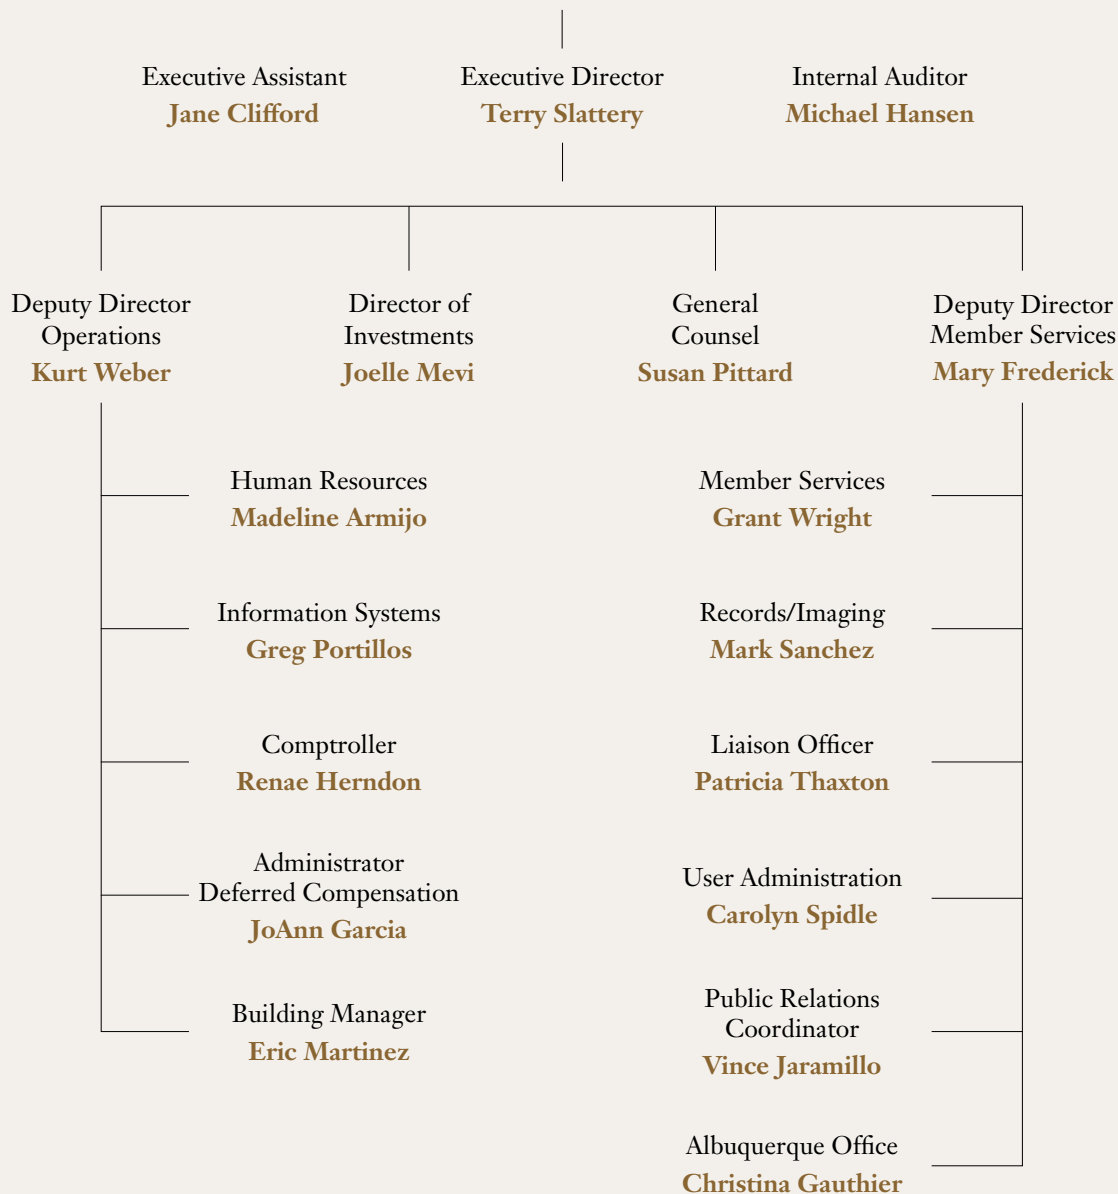 Executive Assistant
Jane Clifford
Executive Director
Terry Slattery
Internal Auditor
Michael Hansen
Deputy Director
Operations
Kurt Weber
Director of
Investments
Joelle Mevi
General
Counsel
Susan Pittard
Deputy Director
Member Services
Mary Frederick
Human Resources
Madeline Armijo
Member Services
Grant Wright
Information Systems
Greg Portillos
Records/Imaging
Mark Sanchez
Comptroller
Renae Herndon
Liaison Officer
Patricia Thaxton
Administrator
Deferred Compensation
JoAnn Garcia
User Administration
Carolyn Spidle
Building Manager
Eric Martinez
Public Relations
Coordinator
Vince Jaramillo
Albuquerque Office
Christina Gauthier